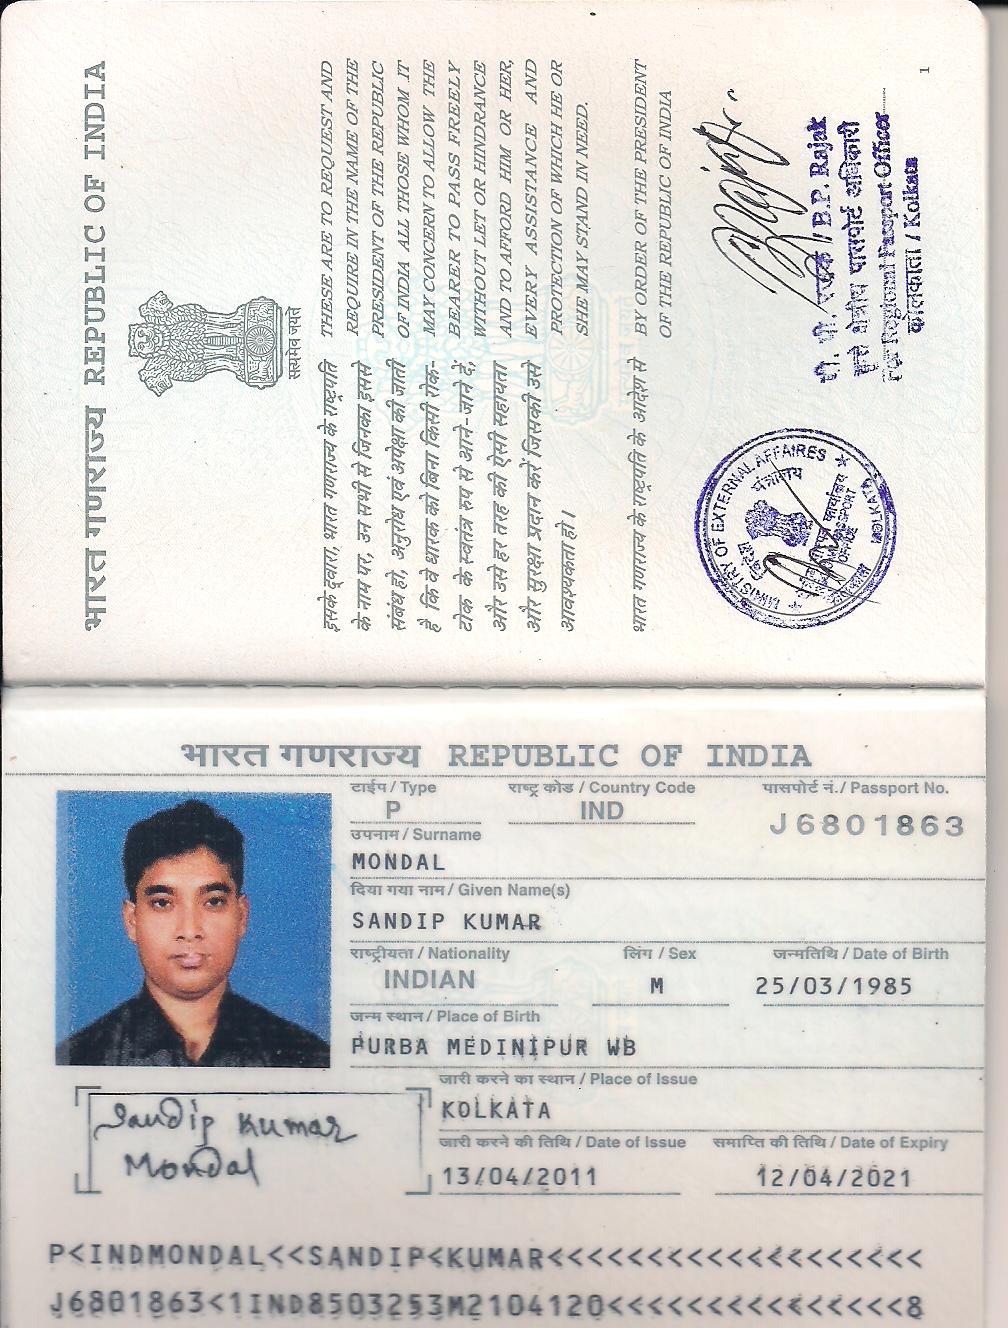 भारत गणराज्य REPUBLIC OF INDIA
सत्यमेव जयते
इसके द्वारा, भारत गणराज्य के राष्ट्रपति
के नाम पर, उन सभी से जिनका इससे
संबंध हो, अनुरोध एवं अपेक्षा की जाती
है कि वे धारक को बिना किसी रोक-
टोक के स्वतंत्र रुप से आने-जाने दें,
और उसे हर तरह की ऐसी सहायता
और सुरक्षा प्रदान करें जिसकी उसे
आवश्यकता हो।
THESE ARE TO REQUEST AND
REQUIRE IN THE NAME OF THE
PRESIDENT OF THE REPUBLIC
OF INDIA ALL THOSE WHOM IT
MAY CONCERN TO ALLOW THE
BEARER TO PASS FREELY
WITHOUT LET OR HINDRANCE
AND TO AFFORD HIM OR HER,
EVERY ASSISTANCE AND
PROTECTION OF WHICH HE OR
SHE MAY STAND IN NEED.
भारत गणराज्य के राष्ट्रपति के आदेश से
BY ORDER OF THE PRESIDENT
OF THE REPUBLIC OF INDIA
MINISTRY OF EXTERNAL AFFAIRES
मंत्रालय
कार्यालय
PASSPORT
OFFICE
KOLKATA
बी. पी. रजक / B.P. Rajak
कृते क्षेत्रीय पासपोर्ट अधिकारी
For Regional Passport Officer
कोलकाता / Kolkata
1
भारत गणराज्य REPUBLIC OF INDIA
टाईप / Type राष्ट्र कोड / Country Code पासपोर्ट नं./ Passport No.
P IND J6801863
उपनाम / Surname
MONDAL
दिया गया नाम / Given Name(s)
SANDIP KUMAR
राष्ट्रीयता / Nationality लिंग / Sex जन्मतिथि / Date of Birth
INDIAN M 25/03/1985
जन्म स्थान / Place of Birth
PURBA MEDINIPUR WB
जारी करने का स्थान / Place of Issue
KOLKATA
जारी करने की तिथि / Date of Issue समाप्ति की तिथि / Date of Expiry
13/04/2011 12/04/2021
Sandip Kumar
Mondal
P<INDMONDAL<<SANDIP<KUMAR<<<<<<<<<<<<<<<<<<<
J6801863<1IND8503253M2104120<<<<<<<<<<<<<<<8